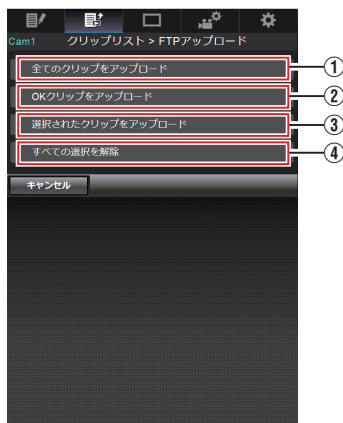 Cam1 クリップリスト > FTPアップロード
全てのクリップをアップロード ①
OKクリップをアップロード ②
選択されたクリップをアップロード ③
すべての選択を解除 ④
キャンセル